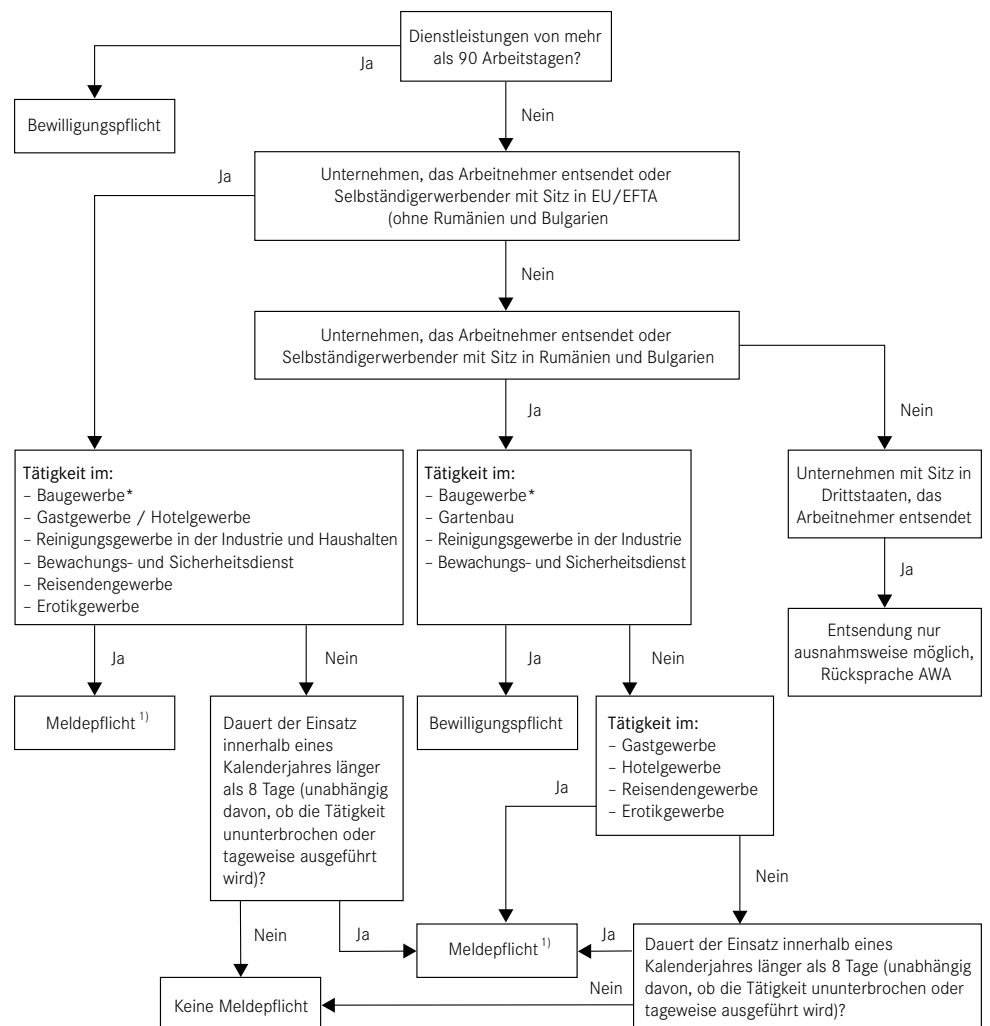 Dienstleistungen von mehr
als 90 Arbeitstagen?
Ja
Bewilligungspflicht
Nein
Ja
Unternehmen, das Arbeitnehmer entsendet oder
Selbständigerwerbender mit Sitz in EU/EFTA
(ohne Rumänien und Bulgarien
Nein
Unternehmen, das Arbeitnehmer entsendet oder
Selbständigerwerbender mit Sitz in Rumänien und Bulgarien
Ja
Nein
Tätigkeit im:
– Baugewerbe*
– Gastgewerbe / Hotelgewerbe
– Reinigungsgewerbe in der Industrie und Haushalten
– Bewachungs- und Sicherheitsdienst
– Reisendengewerbe
– Erotikgewerbe
Tätigkeit im:
– Baugewerbe*
– Gartenbau
– Reinigungsgewerbe in der Industrie
– Bewachungs- und Sicherheitsdienst
Unternehmen mit Sitz in
Drittstaaten, das
Arbeitnehmer entsendet
Ja
Entsendung nur
ausnahmsweise möglich,
Rücksprache AWA
Ja
Nein
Ja
Nein
Meldepflicht 1)
Dauert der Einsatz
innerhalb eines
Kalenderjahres länger
als 8 Tage (unabhängig
davon, ob die Tätigkeit
ununterbrochen oder
tageweise ausgeführt
wird)?
Bewilligungspflicht
Tätigkeit im:
– Gastgewerbe
– Hotelgewerbe
– Reisendengewerbe
– Erotikgewerbe
Ja
Nein
Nein
Ja
Meldepflicht 1)
Ja
Dauert der Einsatz innerhalb eines
Kalenderjahres länger als 8 Tage (unabhängig
davon, ob die Tätigkeit ununterbrochen oder
tageweise ausgeführt wird)?
Nein
Keine Meldepflicht